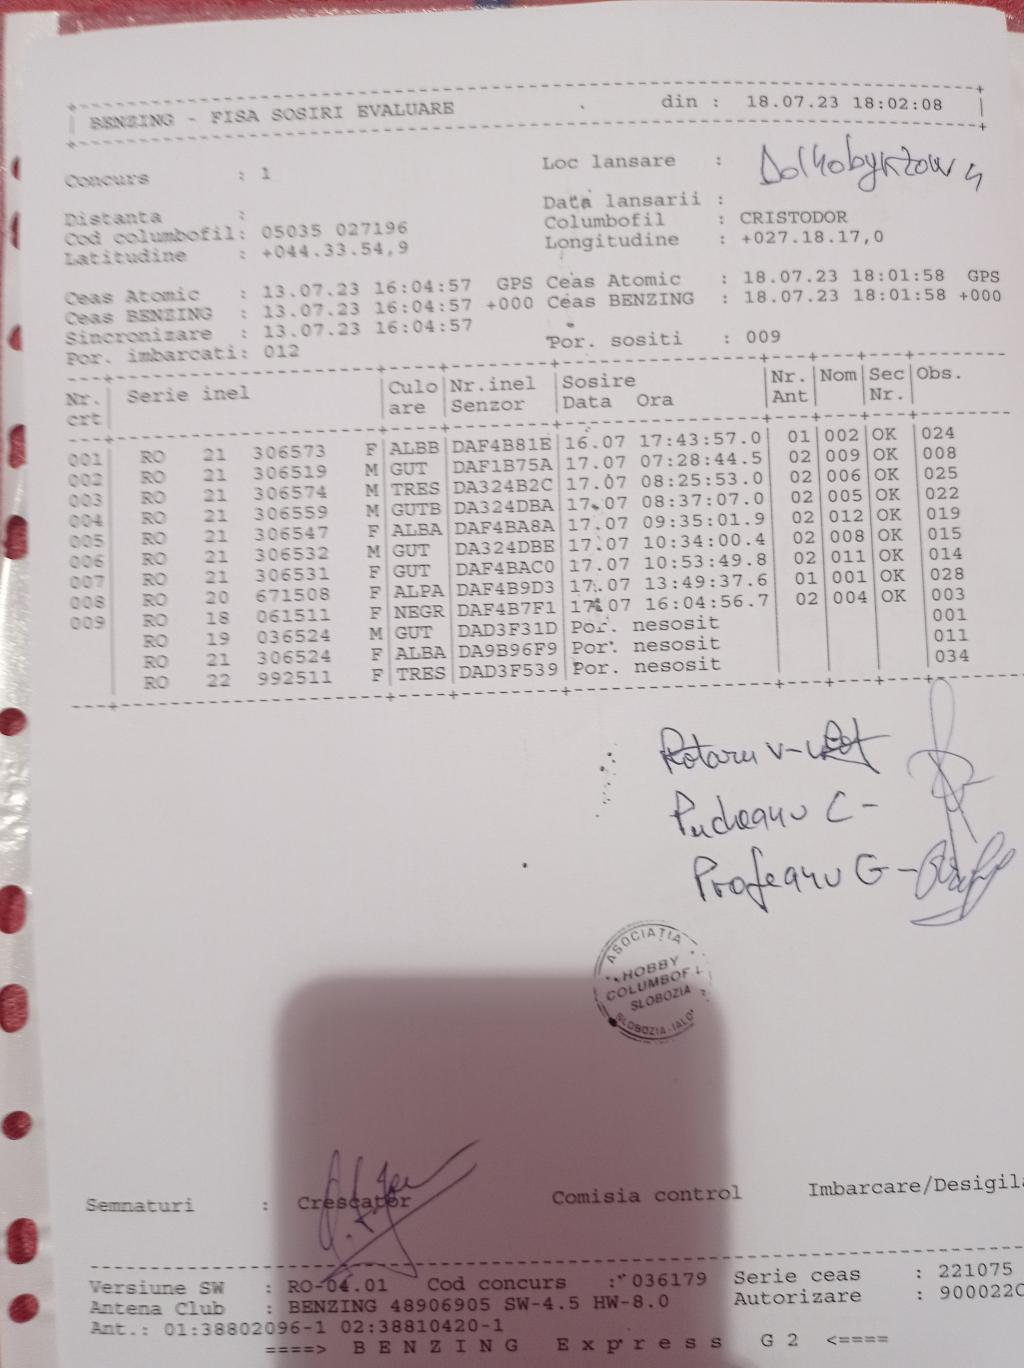 BENZING - FISA SOSIRI EVALUARE din : 18.07.23 18:02:08
Concurs : 1 Loc lansare :
Distanta : Data lansarii :
Cod columbofil: 05035 027196 Columbofil : CRISTODOR
Latitudine : +044.33.54,9 Longitudine : +027.18.17,0
Ceas Atomic : 13.07.23 16:04:57 GPS Ceas Atomic : 18.07.23 18:01:58 GPS
Ceas BENZING : 13.07.23 16:04:57 +000 Ceas BENZING : 18.07.23 18:01:58 +000
Sincronizare : 13.07.23 16:04:57
Por. imbarcati: 012 Por. sositi : 009
Nr. Serie inel Culo Nr.inel Sosire Nr. Nom Sec Obs.
crt are Senzor Data Ora Ant Nr.
001 RO 21 306573 F ALBB DAF4B81E 16.07 17:43:57.0 01 002 OK 024
002 RO 21 306519 M GUT DAF1B75A 17.07 07:28:44.5 02 009 OK 008
003 RO 21 306574 M TRES DA324B2C 17.07 08:25:53.0 02 006 OK 025
004 RO 21 306559 M GUTB DA324DBA 17.07 08:37:07.0 02 005 OK 022
005 RO 21 306547 F ALBA DAF4BA8A 17.07 09:35:01.9 02 012 OK 019
006 RO 21 306532 M GUT DA324DBE 17.07 10:34:00.4 02 008 OK 015
007 RO 21 306531 F GUT DAF4BAC0 17.07 10:53:49.8 02 011 OK 014
008 RO 20 671508 F ALPA DAF4B9D3 17.07 13:49:37.6 01 001 OK 028
009 RO 18 061511 F NEGR DAF4B7F1 17.07 16:04:56.7 02 004 OK 003
RO 19 036524 M GUT DAD3F31D Por. nesosit 001
RO 21 306524 F ALBA DA9B96F9 Por. nesosit 011
RO 22 992511 F TRES DAD3F539 Por. nesosit 034
Rotaru V-
Pucheanu C-
Profeanu G-
ASOCIAȚIA
HOBBY
COLUMBOFIL
SLOBOZIA
SLOBOZIA-IALO
Semnaturi : Crescator Comisia control Imbarcare/Desigila
Versiune SW : RO-04.01 Cod concurs : 036179 Serie ceas : 221075
Antena Club : BENZING 48906905 SW-4.5 HW-8.0 Autorizare : 900022C
Ant.: 01:38802096-1 02:38810420-1
====> BENZING Express G2 <====